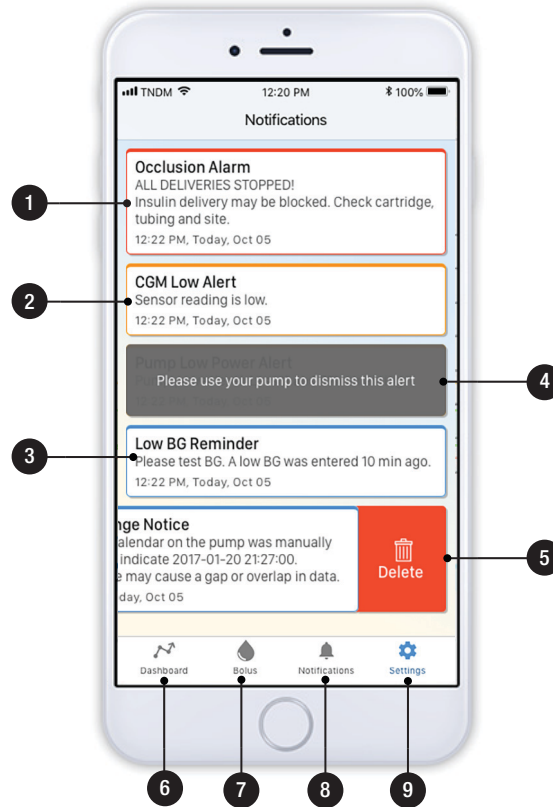 TNDM 12:20 PM 100%
Notifications
Occlusion Alarm
ALL DELIVERIES STOPPED!
1 Insulin delivery may be blocked. Check cartridge,
tubing and site.
12:22 PM, Today, Oct 05
CGM Low Alert
2 Sensor reading is low.
12:22 PM, Today, Oct 05
Pump Low Power Alert
Please use your pump to dismiss this alert 4
Low BG Reminder
3 Please test BG. A low BG was entered 10 min ago.
12:22 PM, Today, Oct 05
nge Notice
alendar on the pump was manually
indicate 2017-01-20 21:27:00.
e may cause a gap or overlap in data.
day, Oct 05
Delete 5
Dashboard Bolus Notifications Settings
6 7 8 9